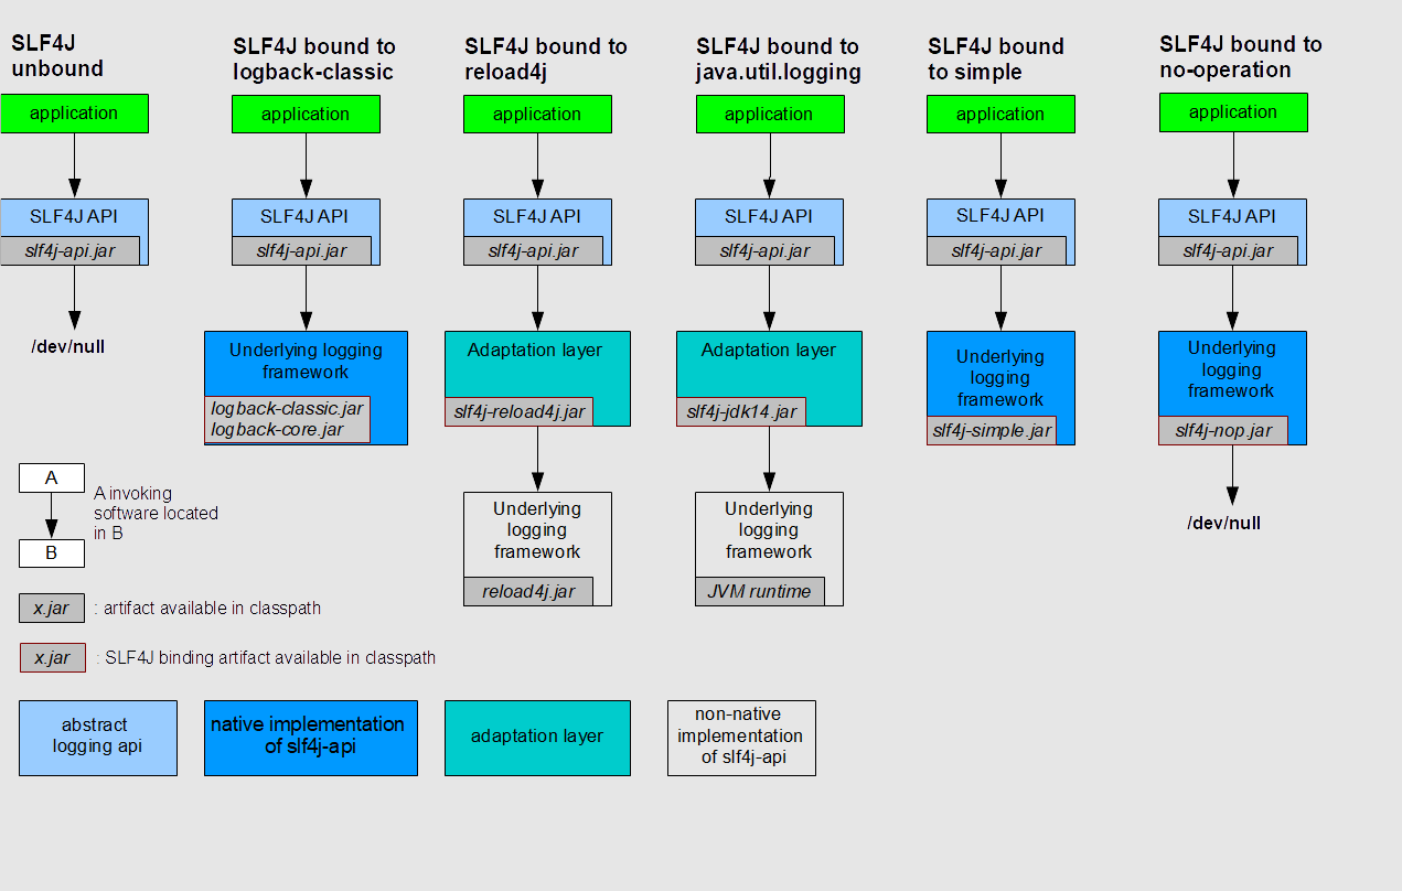 SLF4J
unbound
application
SLF4J API
slf4j-api.jar
/dev/null
SLF4J bound to
logback-classic
application
SLF4J API
slf4j-api.jar
Underlying logging
framework
logback-classic.jar
logback-core.jar
SLF4J bound to
reload4j
application
SLF4J API
slf4j-api.jar
Adaptation layer
slf4j-reload4j.jar
Underlying
logging
framework
reload4j.jar
SLF4J bound to
java.util.logging
application
SLF4J API
slf4j-api.jar
Adaptation layer
slf4j-jdk14.jar
Underlying
logging
framework
JVM runtime
SLF4J bound
to simple
application
SLF4J API
slf4j-api.jar
Underlying
logging
framework
slf4j-simple.jar
SLF4J bound to
no-operation
application
SLF4J API
slf4j-api.jar
Underlying
logging
framework
slf4j-nop.jar
/dev/null
A
B
A invoking
software located
in B
x.jar : artifact available in classpath
x.jar : SLF4J binding artifact available in classpath
abstract
logging api
native implementation
of slf4j-api
adaptation layer
non-native
implementation
of slf4j-api